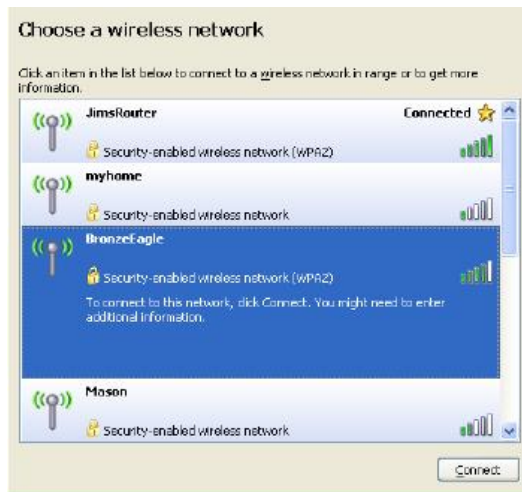 Choose a wireless network
Click an item in the list below to connect to a wireless network in range or to get more
information.
JimsRouter Connected
Security-enabled wireless network (WPA2)
myhome
Security-enabled wireless network
BronzeEagle
Security-enabled wireless network (WPA2)
To connect to this network, click Connect. You might need to enter
additional information.
Mason
Security-enabled wireless network
Connect